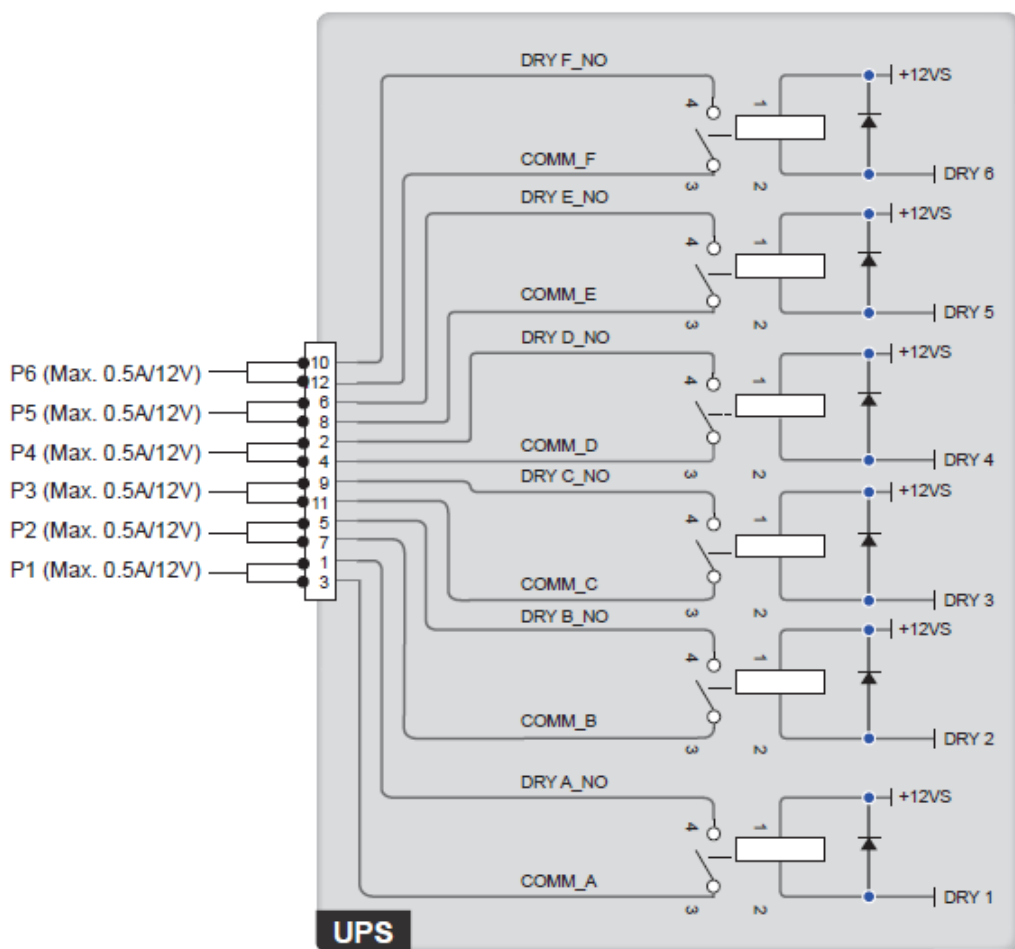 DRY F_NO
+12VS
4
1
COMM_F
3
2
DRY 6
DRY E_NO
+12VS
4
1
COMM_E
3
2
DRY 5
DRY D_NO
+12VS
4
1
COMM_D
3
2
DRY 4
DRY C_NO
+12VS
4
1
COMM_C
3
2
DRY 3
DRY B_NO
+12VS
4
1
COMM_B
3
2
DRY 2
DRY A_NO
+12VS
4
1
COMM_A
3
2
DRY 1
P6 (Max. 0.5A/12V)
10
12
P5 (Max. 0.5A/12V)
6
8
P4 (Max. 0.5A/12V)
2
4
P3 (Max. 0.5A/12V)
9
11
P2 (Max. 0.5A/12V)
5
7
P1 (Max. 0.5A/12V)
1
3
UPS